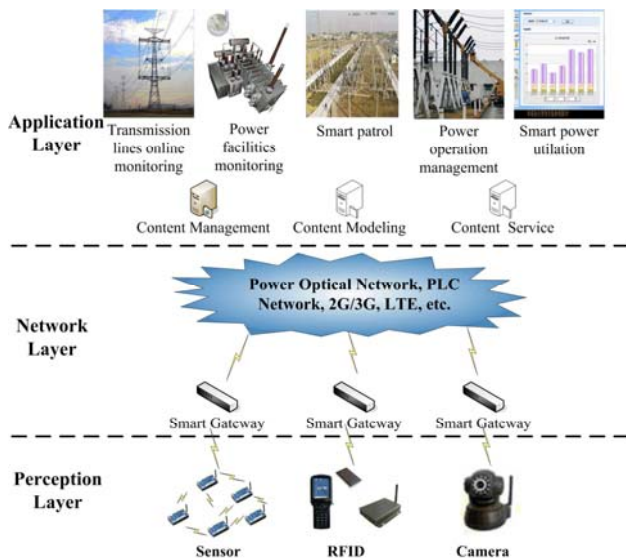 Application
Layer
Transmission
lines online
monitoring
Power
facilitics
monitoring
Smart patrol
Power
operation
management
Smart power
utilation
Content Management
Content Modeling
Content Service
Network
Layer
Power Optical Network, PLC
Network, 2G/3G, LTE, etc.
Smart Gatcway
Smart Gatcway
Smart Gatcway
Perception
Layer
Sensor
RFID
Camera